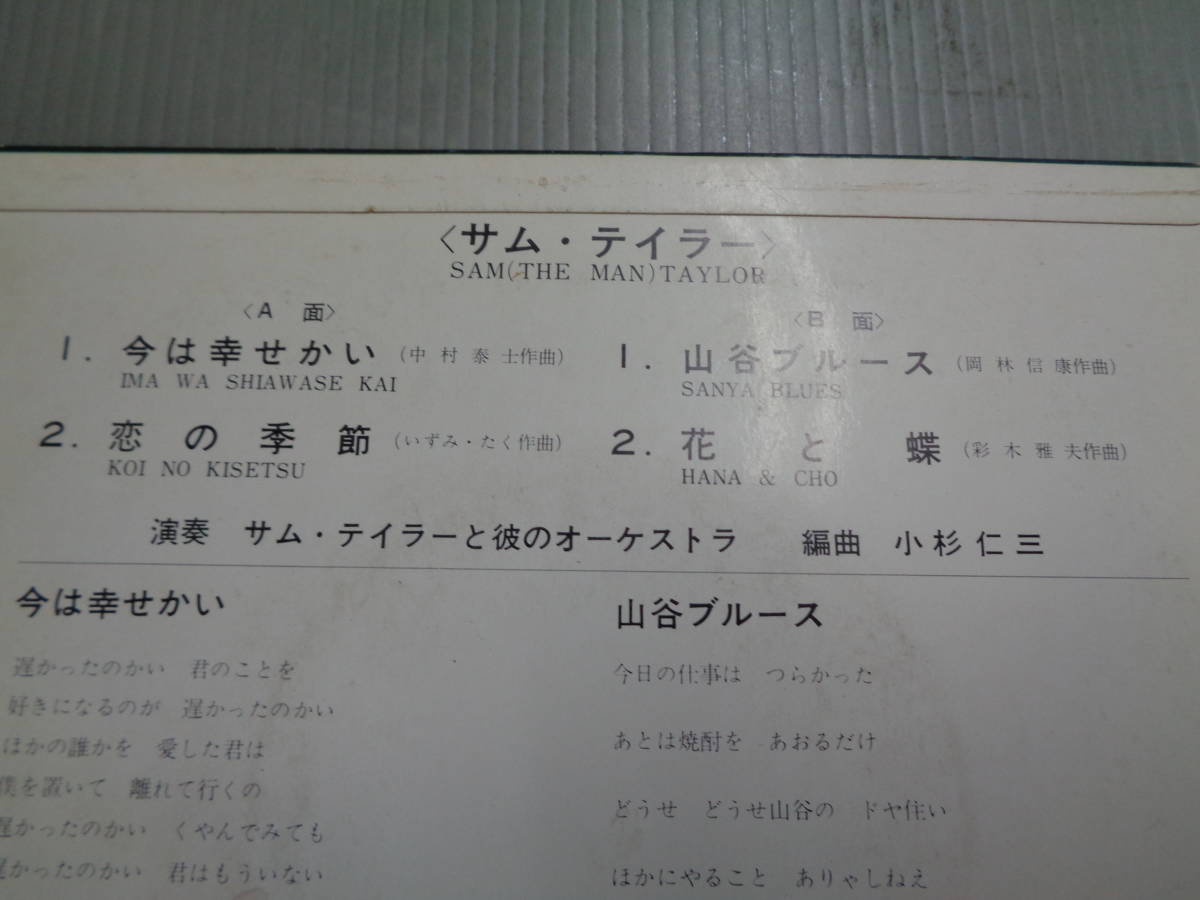 〈サム・テイラー〉
SAM(THE MAN)TAYLOR
〈A 面〉
1. 今は幸せかい (中村泰士作曲)
IMA WA SHIAWASE KAI
2. 恋の季節 (いずみ・たく作曲)
KOI NO KISETSU
〈B 面〉
1. 山谷ブルース (岡林信康作曲)
SANYA BLUES
2. 花と蝶 (彩木雅夫作曲)
HANA & CHO
演奏 サム・テイラーと彼のオーケストラ 編曲 小杉仁三
今は幸せかい
遅かったのかい 君のことを
好きになるのが 遅かったのかい
ほかの誰かを 愛した君は
僕を置いて 離れて行くの
遅かったのかい くやんでみても
遅かったのかい 君はもういない
山谷ブルース
今日の仕事は つらかった
あとは焼酎を あおるだけ
どうせ どうせ山谷の ドヤ住い
ほかにやること ありゃしねえ